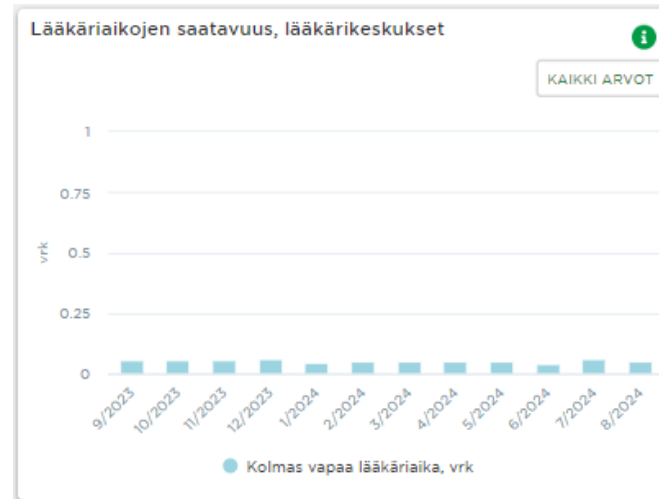 Lääkäriaikojen saatavuus, lääkärikeskukset
i
KAIKKI ARVOT
1
0.75
vrk
0.5
0.25
0
9/2023 10/2023 11/2023 12/2023 1/2024 2/2024 3/2024 4/2024 5/2024 6/2024 7/2024 8/2024
Kolmas vapaa lääkäriaika, vrk